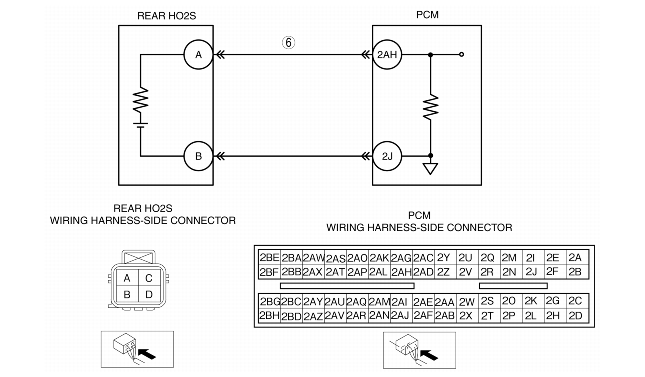 REAR HO2S
PCM
6
A
2AH
B
2J
REAR HO2S
WIRING HARNESS-SIDE CONNECTOR
PCM
WIRING HARNESS-SIDE CONNECTOR
A C
B D
2BE 2BA 2AW 2AS 2AO 2AK 2AG 2AC 2Y 2U 2Q 2M 2I 2E 2A
2BF 2BB 2AX 2AT 2AP 2AL 2AH 2AD 2Z 2V 2R 2N 2J 2F 2B
2BG 2BC 2AY 2AU 2AQ 2AM 2AI 2AE 2AA 2W 2S 2O 2K 2G 2C
2BH 2BD 2AZ 2AV 2AR 2AN 2AJ 2AF 2AB 2X 2T 2P 2L 2H 2D